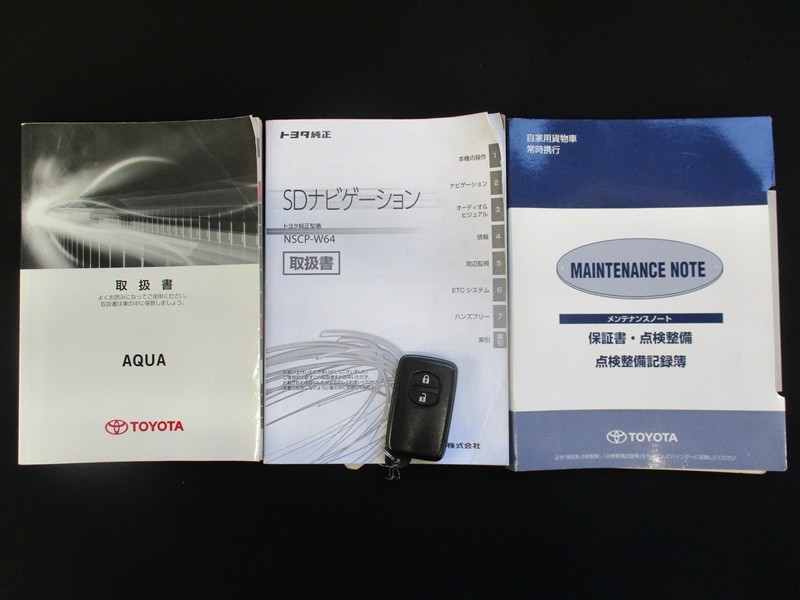 取扱書
よくお読みになってご使用ください。
取扱書は車の中に保管しましょう。
AQUA
TOYOTA
トヨタ純正
SDナビゲーション
トヨタ純正型番
NSCP-W64
取扱書
本機の操作 1
ナビゲーション 2
オーディオ&
ビジュアル 3
情報 4
周辺監視 5
ETC システム 6
ハンズフリー 7
索引 索引
株式会社
自家用貨物車
常時携行
MAINTENANCE NOTE
メンテナンスノート
保証書・点検整備
点検整備記録簿
TOYOTA